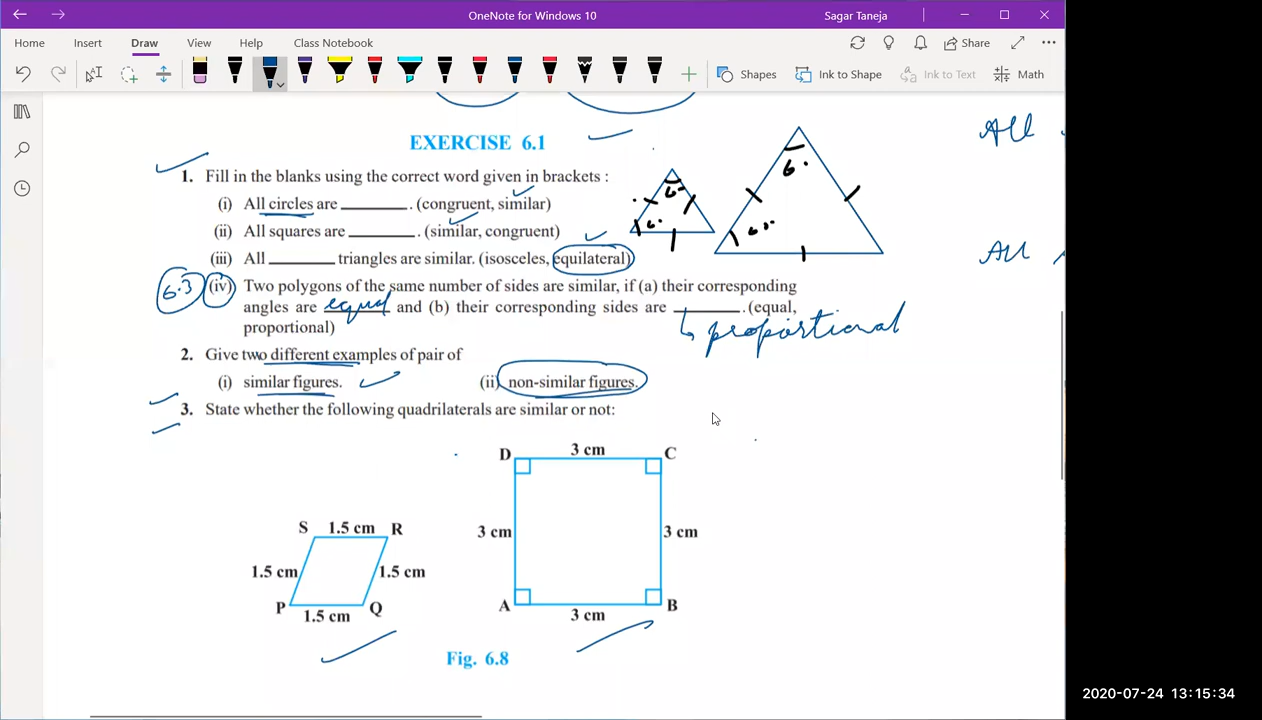 OneNote for Windows 10
Sagar Taneja
Home Insert Draw View Help Class Notebook
Share
Shapes Ink to Shape Ink to Text Math
EXERCISE 6.1
All
1. Fill in the blanks using the correct word given in brackets :
(i) All circles are ________. (congruent, similar)
(ii) All squares are ________. (similar, congruent)
(iii) All ________ triangles are similar. (isosceles, equilateral)
All
6.3 (iv) Two polygons of the same number of sides are similar, if (a) their corresponding
angles are equal and (b) their corresponding sides are ________. (equal,
proportional)
proportional
2. Give two different examples of pair of
(i) similar figures. (ii) non-similar figures.
3. State whether the following quadrilaterals are similar or not:
S 1.5 cm R
1.5 cm 1.5 cm
P 1.5 cm Q
D 3 cm C
3 cm 3 cm
A 3 cm B
Fig. 6.8
2020-07-24 13:15:34